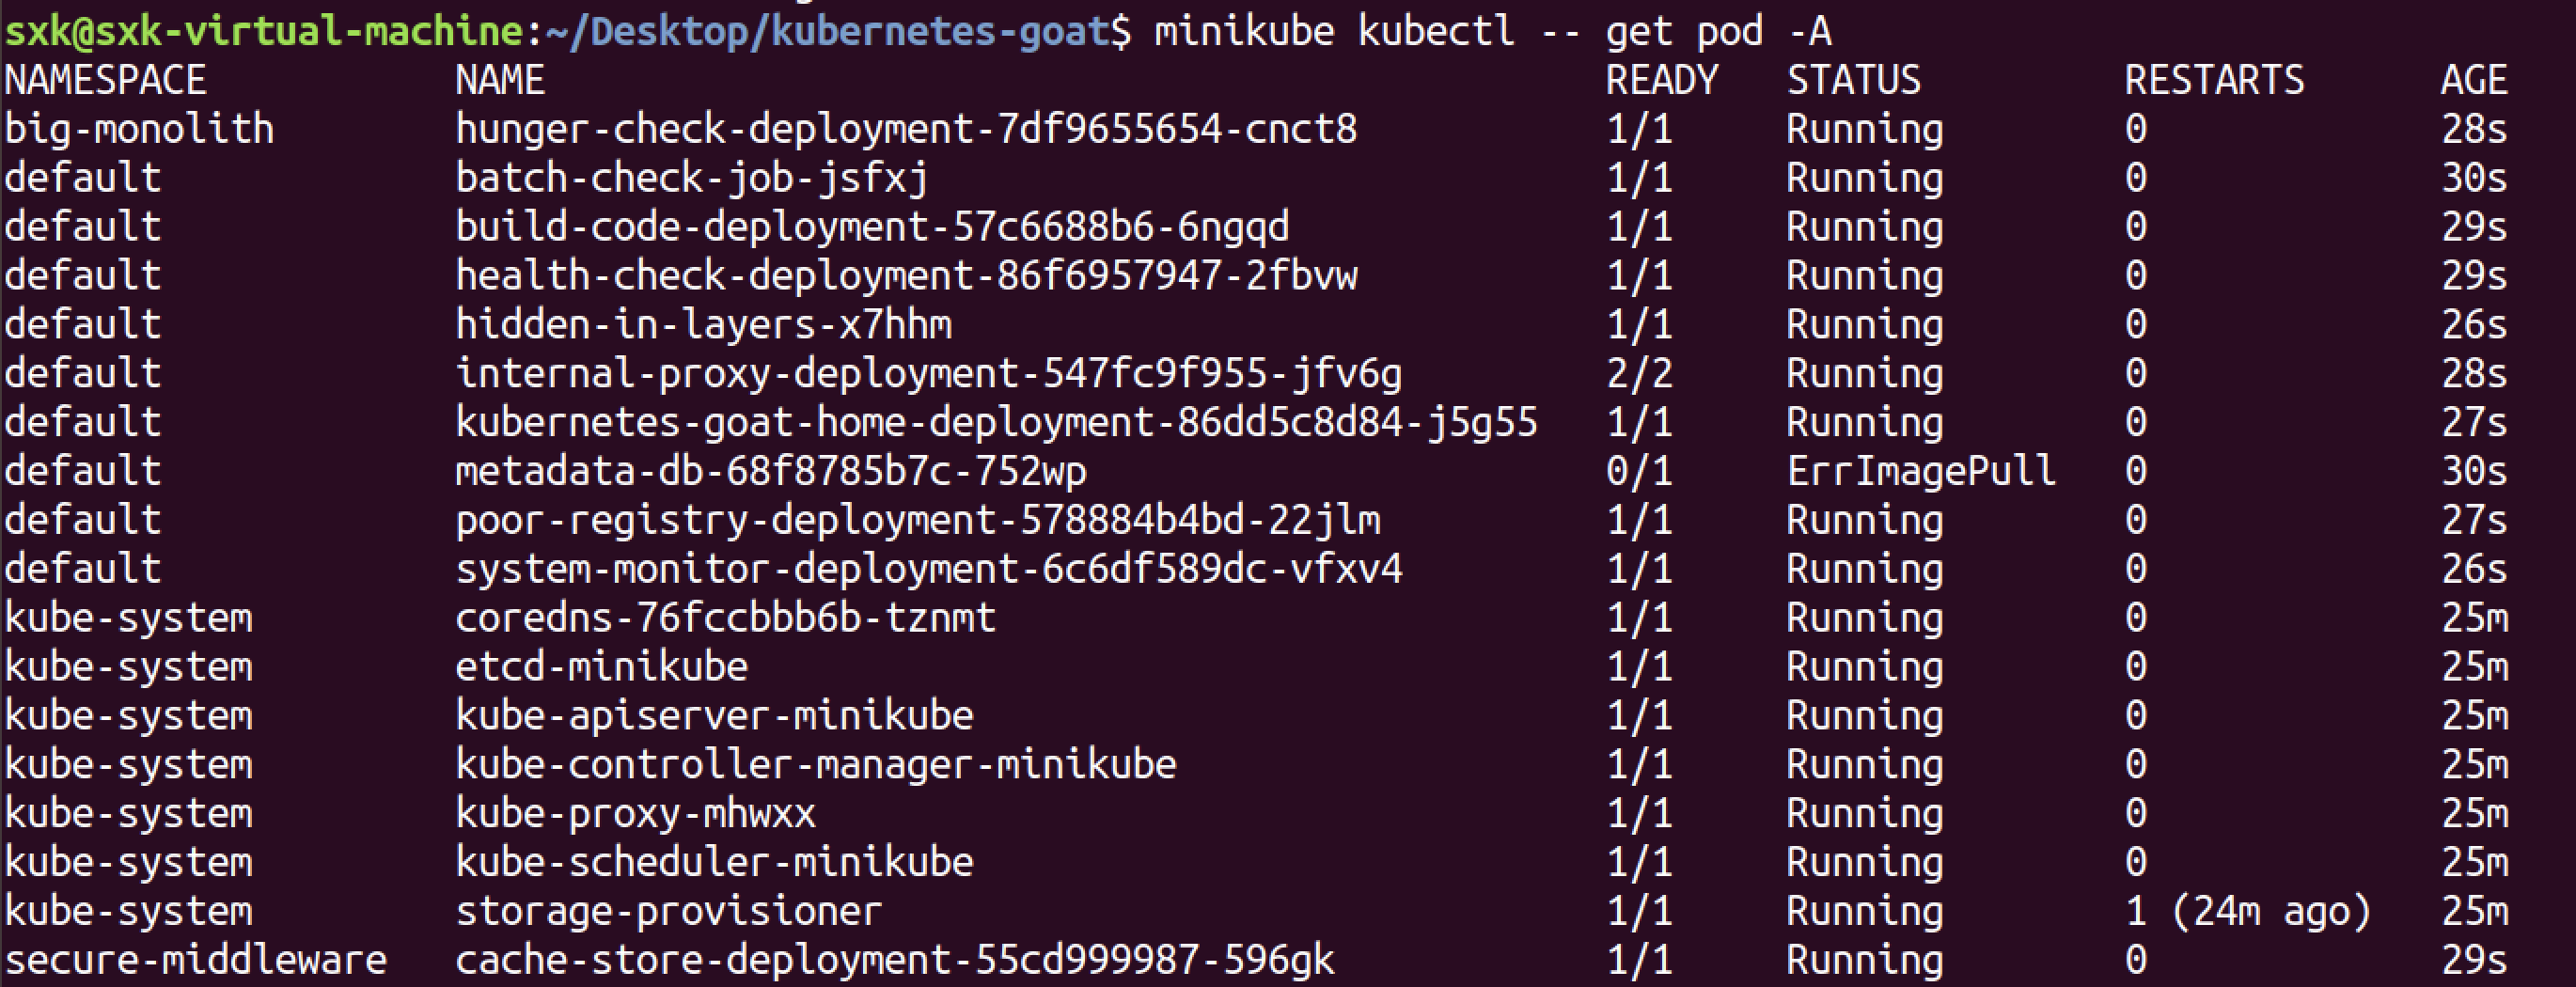 sxk@sxk-virtual-machine:~/Desktop/kubernetes-goat$ minikube kubectl -- get pod -A
NAMESPACE NAME READY STATUS RESTARTS AGE
big-monolith hunger-check-deployment-7df9655654-cnct8 1/1 Running 0 28s
default batch-check-job-jsfxj 1/1 Running 0 30s
default build-code-deployment-57c6688b6-6ngqd 1/1 Running 0 29s
default health-check-deployment-86f6957947-2fbvw 1/1 Running 0 29s
default hidden-in-layers-x7hhm 1/1 Running 0 26s
default internal-proxy-deployment-547fc9f955-jfv6g 2/2 Running 0 28s
default kubernetes-goat-home-deployment-86dd5c8d84-j5g55 1/1 Running 0 27s
default metadata-db-68f8785b7c-752wp 0/1 ErrImagePull 0 30s
default poor-registry-deployment-578884b4bd-22jlm 1/1 Running 0 27s
default system-monitor-deployment-6c6df589dc-vfxv4 1/1 Running 0 26s
kube-system coredns-76fccbbb6b-tznmt 1/1 Running 0 25m
kube-system etcd-minikube 1/1 Running 0 25m
kube-system kube-apiserver-minikube 1/1 Running 0 25m
kube-system kube-controller-manager-minikube 1/1 Running 0 25m
kube-system kube-proxy-mhwxx 1/1 Running 0 25m
kube-system kube-scheduler-minikube 1/1 Running 0 25m
kube-system storage-provisioner 1/1 Running 1 (24m ago) 25m
secure-middleware cache-store-deployment-55cd999987-596gk 1/1 Running 0 29s